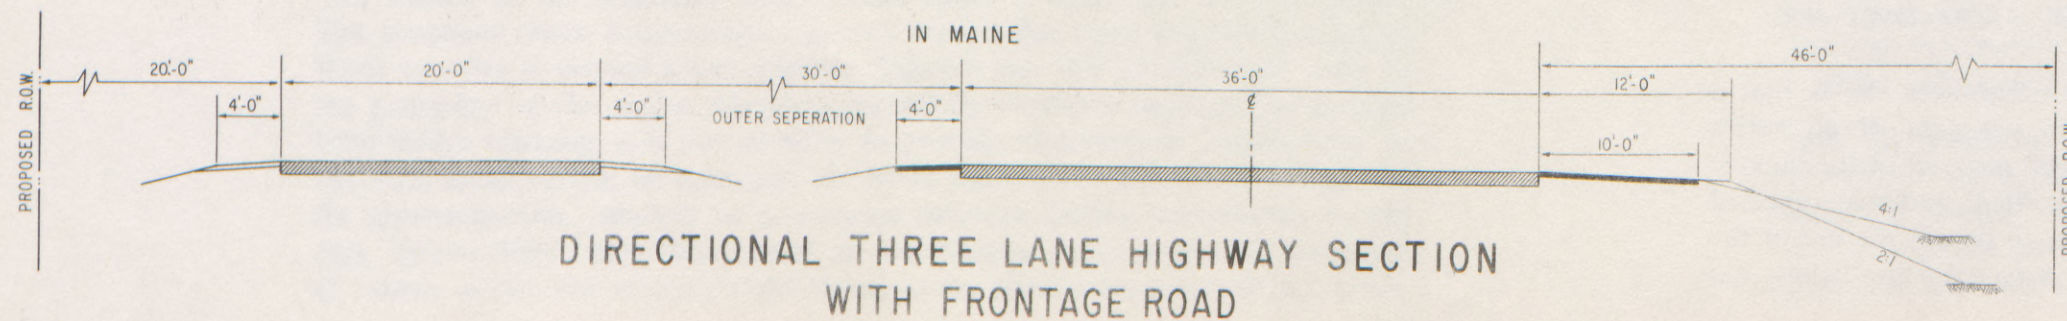 IN MAINE
20'-0"
20'-0"
30'-0"
36'-0"
46'-0"
4'-0"
4'-0"
OUTER SEPERATION
4'-0"
℄
12'-0"
10'-0"
PROPOSED R.O.W.
PROPOSED R.O.W.
4:1
2:1
DIRECTIONAL THREE LANE HIGHWAY SECTION
WITH FRONTAGE ROAD